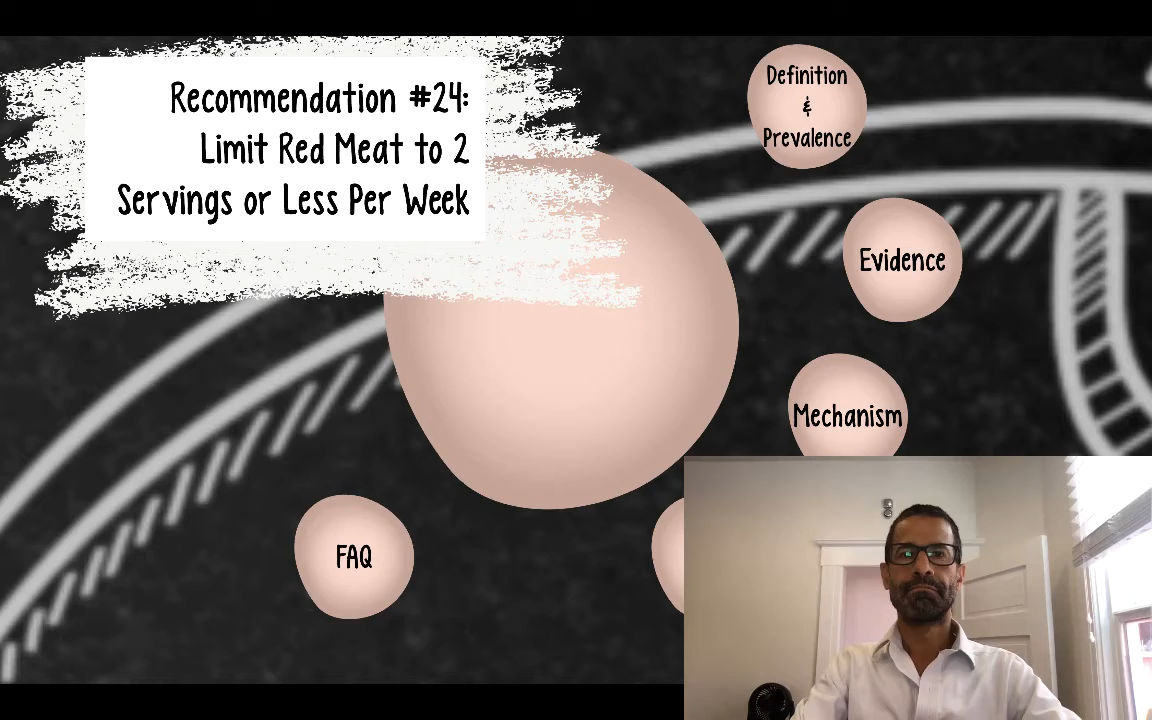 Recommendation #24:
Limit Red Meat to 2
Servings or Less Per Week
Definition
&
Prevalence
Evidence
Mechanism
FAQ